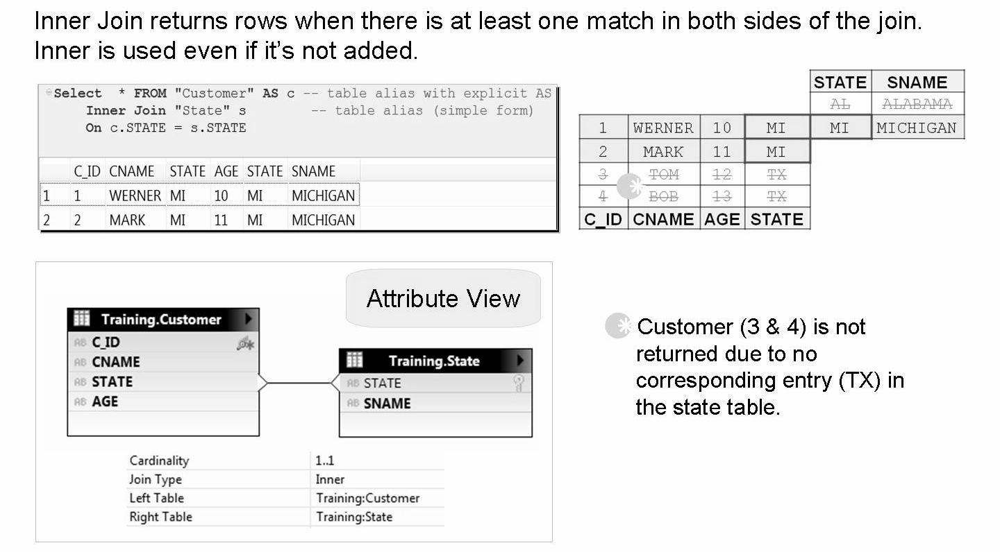 Inner Join returns rows when there is at least one match in both sides of the join.
Inner is used even if it's not added.
Select * FROM "Customer" AS c -- table alias with explicit AS
Inner Join "State" s -- table alias (simple form)
On c.STATE = s.STATE
C_ID CNAME STATE AGE STATE SNAME
1 1 WERNER MI 10 MI MICHIGAN
2 2 MARK MI 11 MI MICHIGAN
STATE SNAME
AL ALABAMA
1 WERNER 10 MI MI MICHIGAN
2 MARK 11 MI
3 TOM 12 TX
4 BOB 13 TX
C_ID CNAME AGE STATE
Attribute View
Training.Customer
AB C_ID
AB CNAME
AB STATE
AB AGE
Training.State
AB STATE
AB SNAME
Cardinality 1..1
Join Type Inner
Left Table Training:Customer
Right Table Training:State
Customer (3 & 4) is not
returned due to no
corresponding entry (TX) in
the state table.